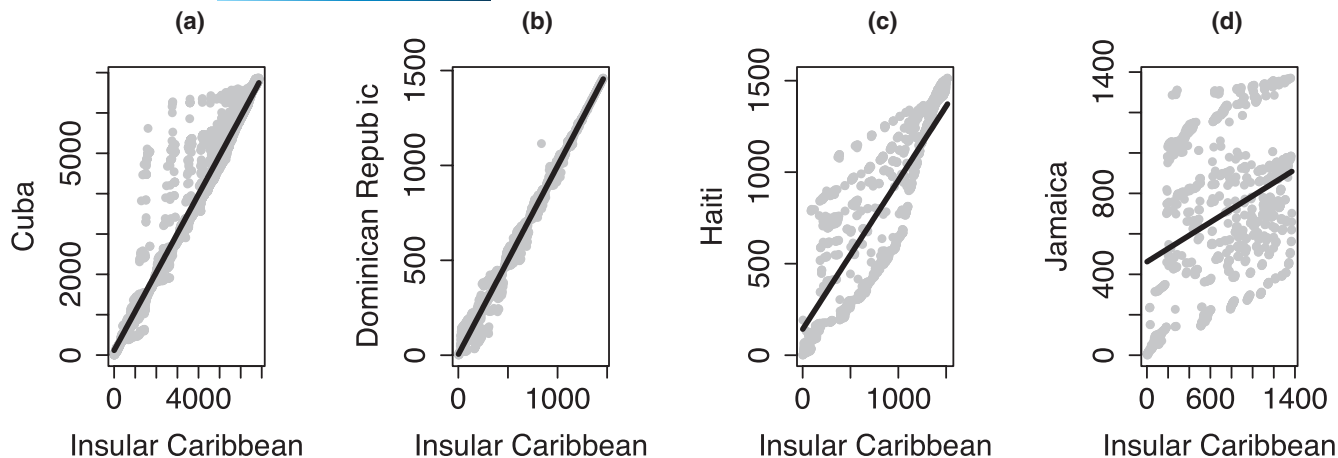 (a)
Cuba
5000
2000
0
0
4000
Insular Caribbean
(b)
Dominican Repub ic
1500
1000
500
0
0
1000
Insular Caribbean
(c)
Haiti
1500
1000
500
0
0
1000
Insular Caribbean
(d)
Jamaica
1400
800
400
0
0
600
1400
Insular Caribbean